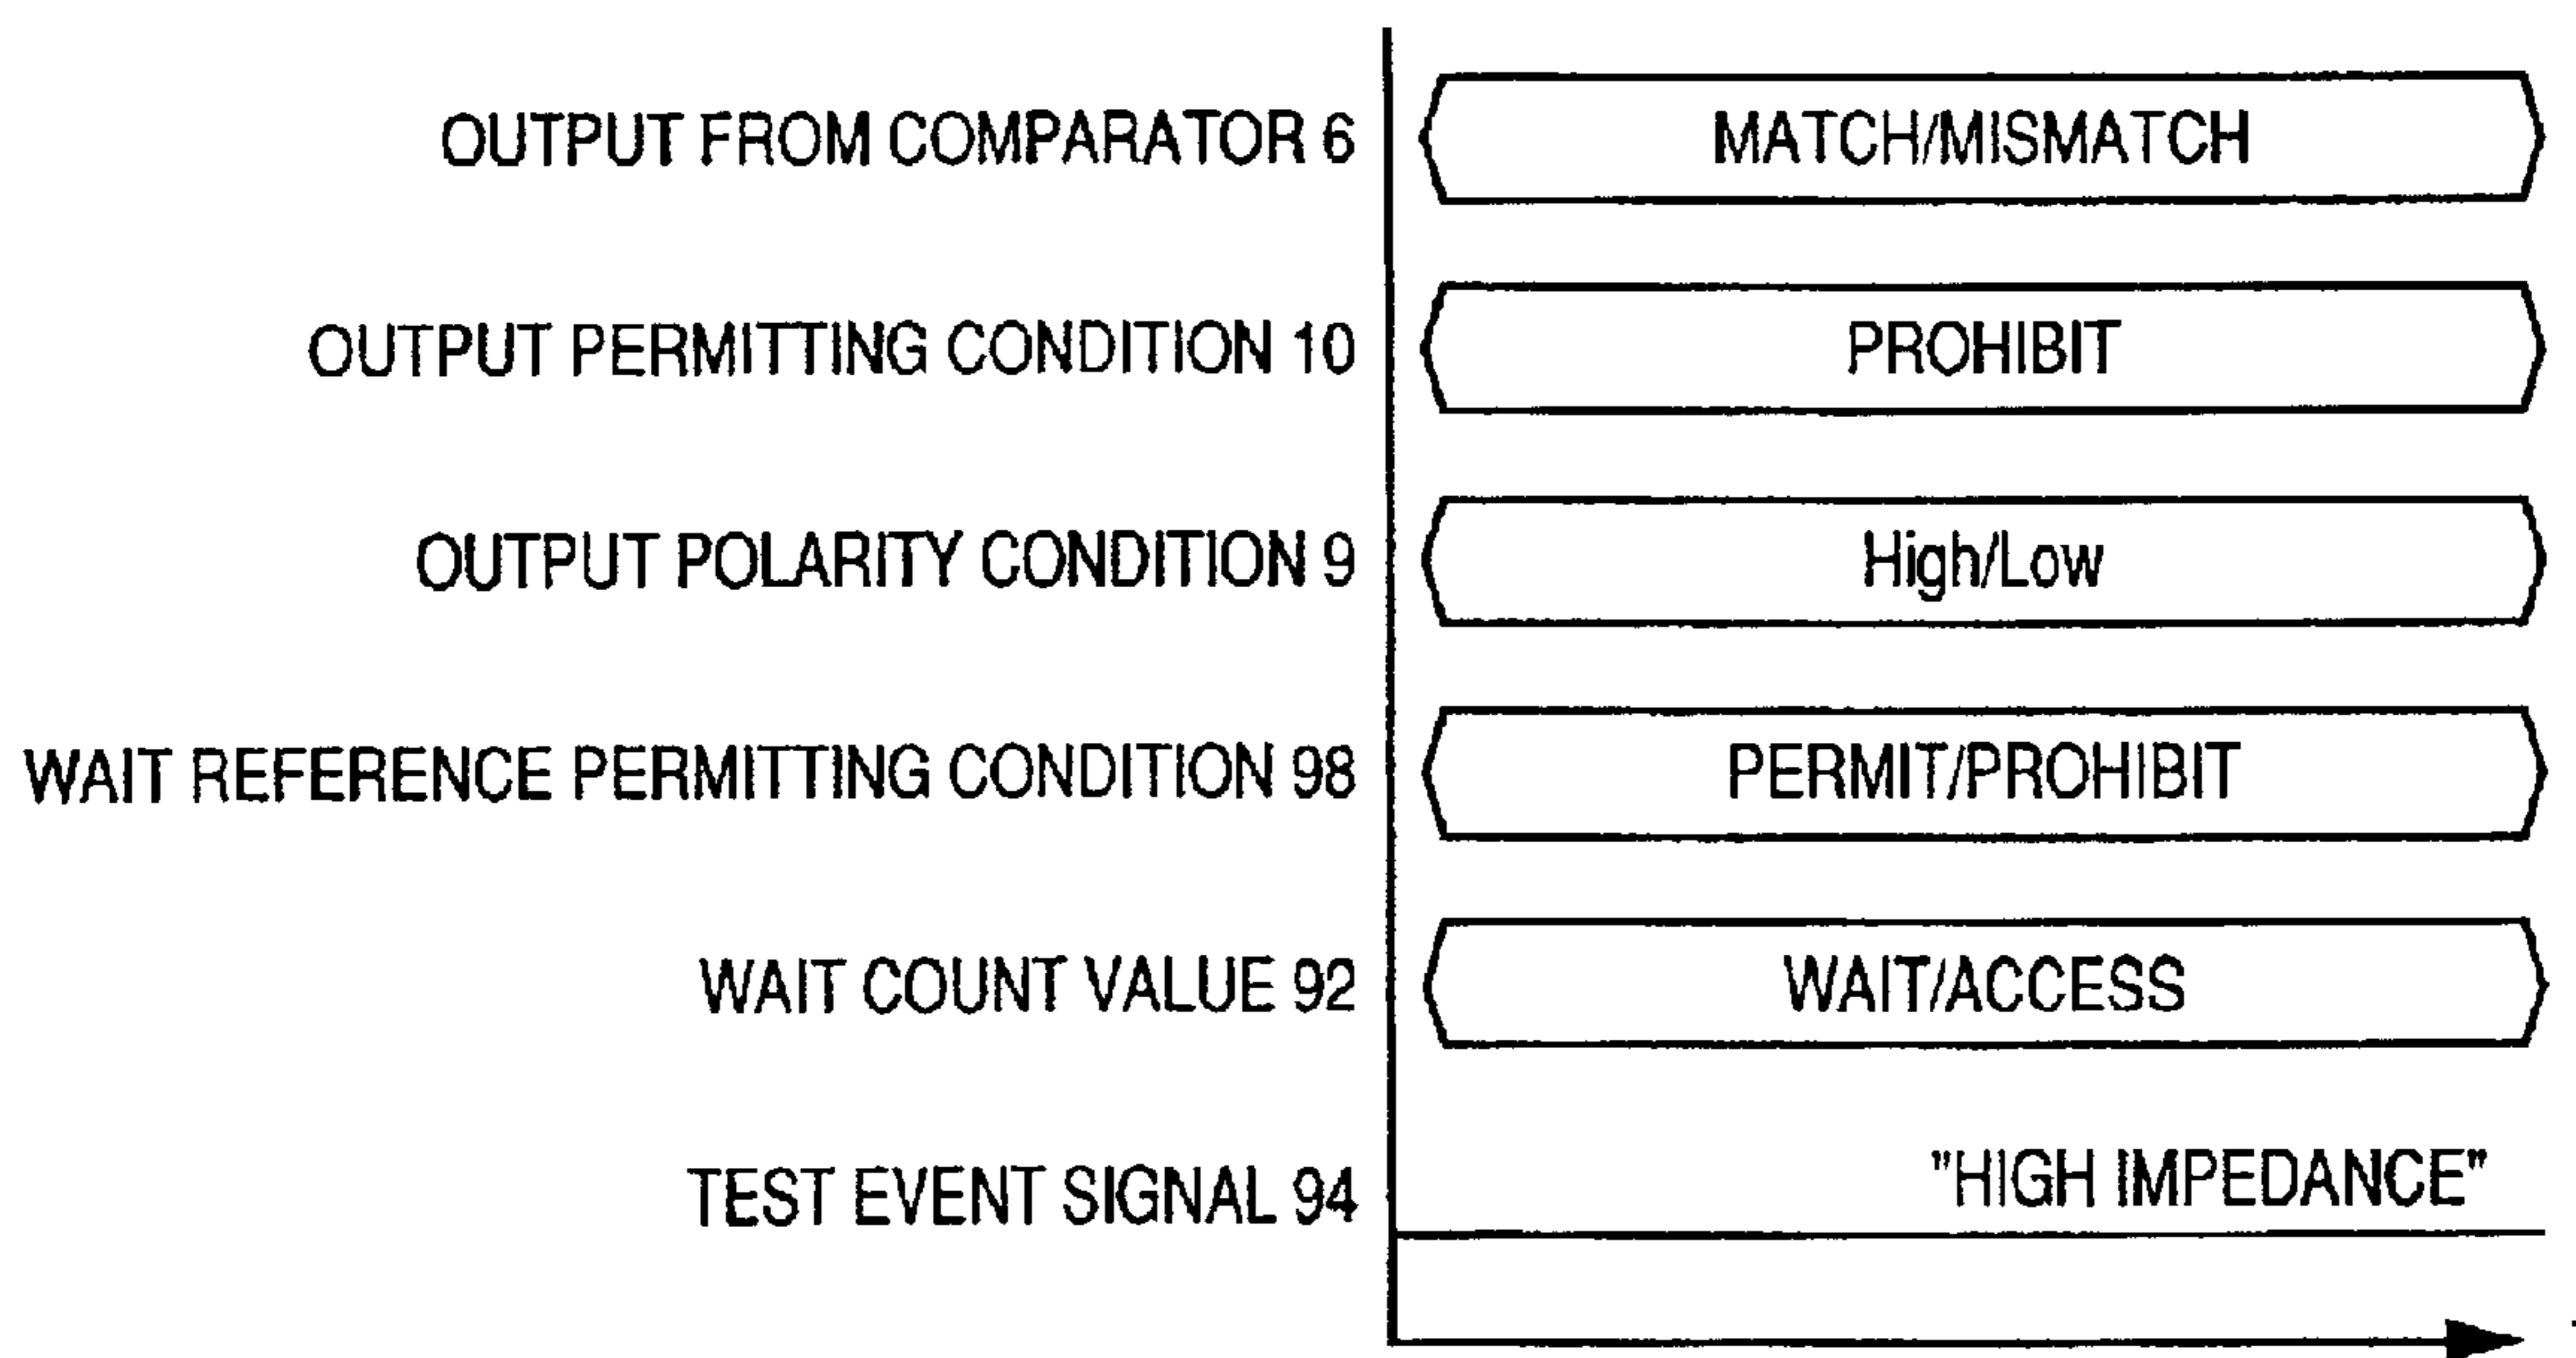 OUTPUT FROM COMPARATOR 6 MATCH/MISMATCH
OUTPUT PERMITTING CONDITION 10 PROHIBIT
OUTPUT POLARITY CONDITION 9 High/Low
WAIT REFERENCE PERMITTING CONDITION 98 PERMIT/PROHIBIT
WAIT COUNT VALUE 92 WAIT/ACCESS
TEST EVENT SIGNAL 94 "HIGH IMPEDANCE"